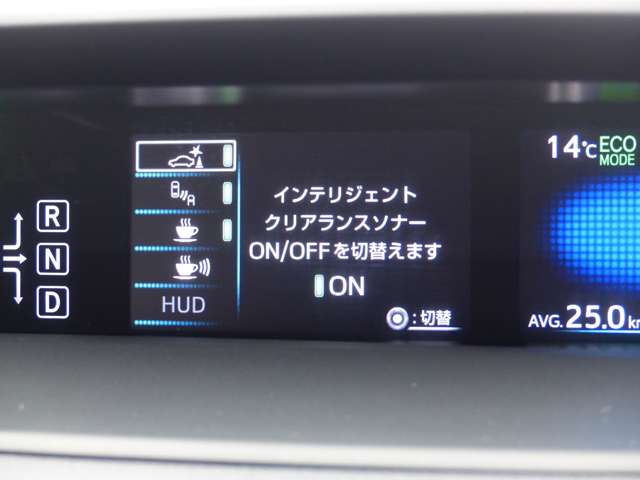 R
N
D
HUD
インテリジェント
クリアランスソナー
ON/OFFを切替えます
ON
:切替
14℃
ECO
MODE
AVG. 25.0 km